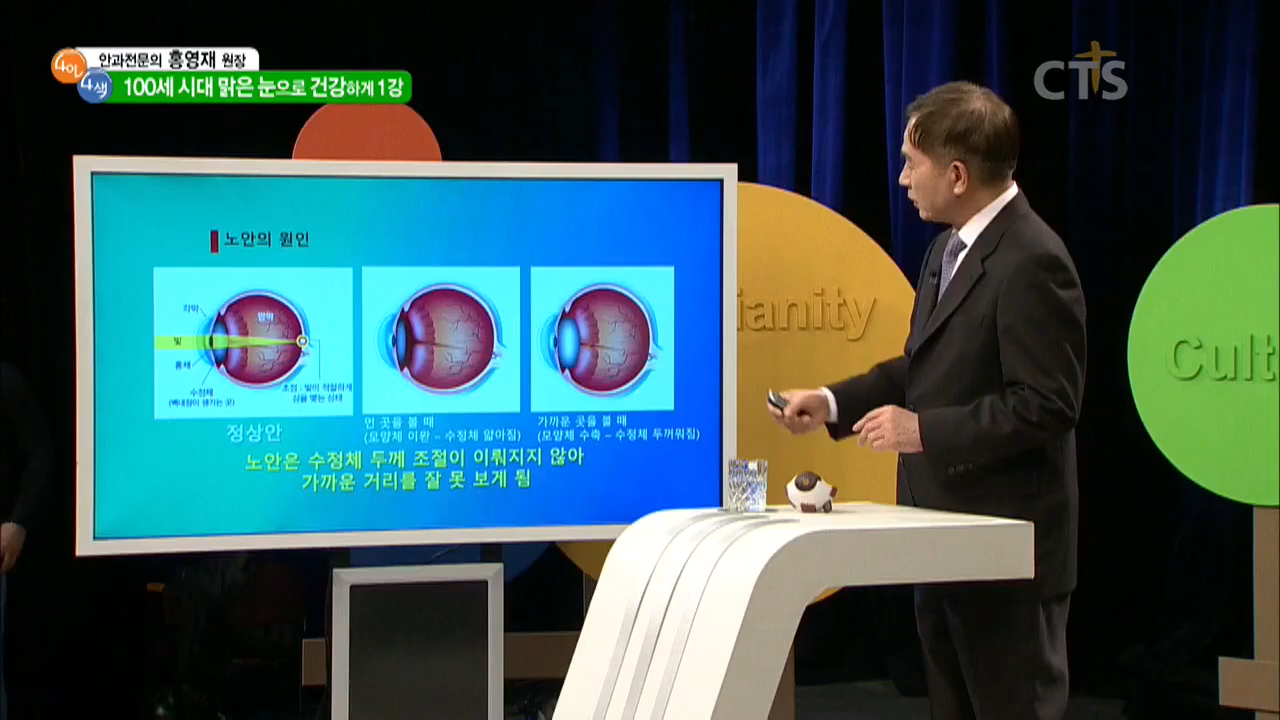 4인
4색
안과전문의 홍영재 원장
100세 시대 맑은 눈으로 건강하게 1강
CTS
노안의 원인
각막
망막
빛
홍채
수정체
(백내장이 생기는 곳)
초점 : 빛이 적절하게
상을 맺는 상태
정상안
먼 곳을 볼 때
(모양체 이완 – 수정체 얇아짐)
가까운 곳을 볼 때
(모양체 수축 – 수정체 두꺼워짐)
노안은 수정체 두께 조절이 이뤄지지 않아
가까운 거리를 잘 못 보게 됨
ianity
Cult